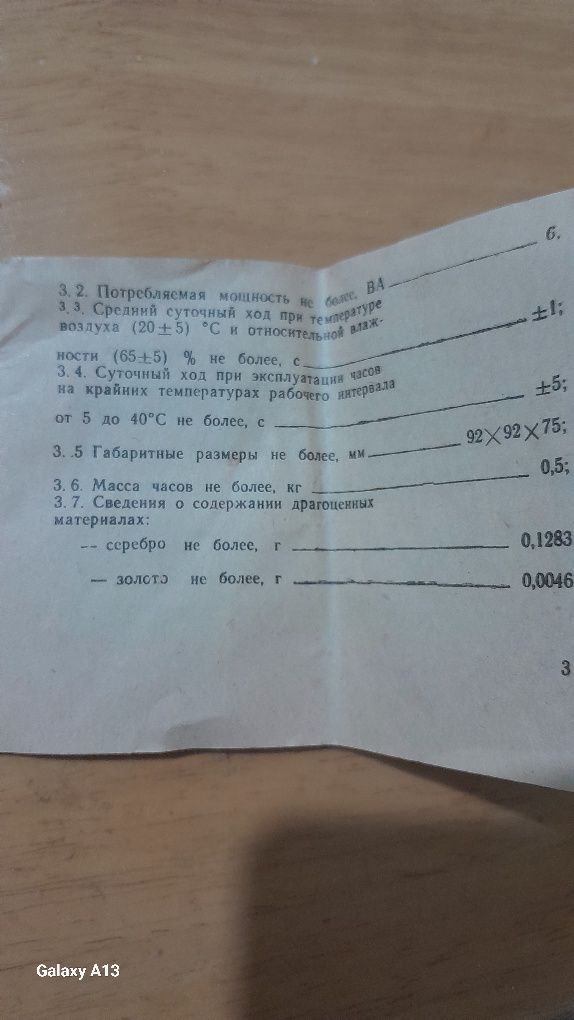 3.2. Потребляемая мощность не более, ВА 6.
3.3. Средний суточный ход при температуре
воздуха (20±5) °С и относительной влаж-
ности (65±5) % не более, с ±1;
3.4. Суточный ход при эксплуатации часов
на крайних температурах рабочего интервала
от 5 до 40°С не более, с ±5;
3..5 Габаритные размеры не более, мм 92×92×75;
3.6. Масса часов не более, кг 0,5;
3.7. Сведения о содержании драгоценных
материалах:
— серебро не более, г 0,1283
— золото не более, г 0,0046
3
Galaxy A13